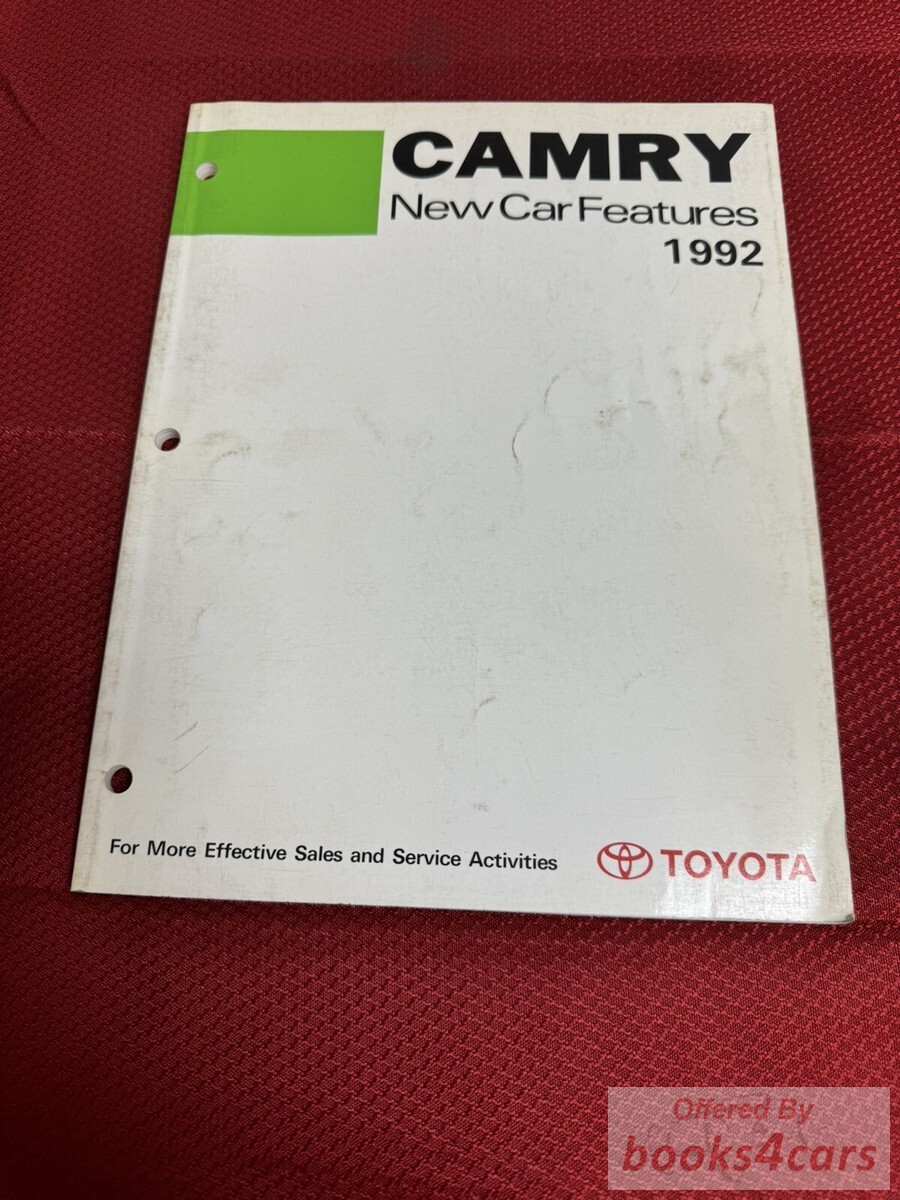 CAMRY
New Car Features
1992
For More Effective Sales and Service Activities
TOYOTA
Offered By
books4cars